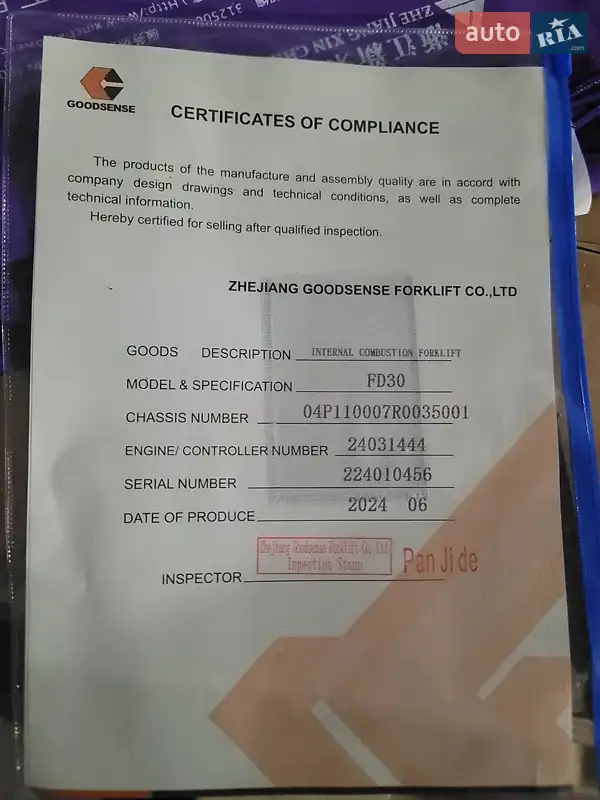 auto RIA .com
GOODSENSE
CERTIFICATES OF COMPLIANCE
The products of the manufacture and assembly quality are in accord with
company design drawings and technical conditions, as well as complete
technical information.
Hereby certified for selling after qualified inspection.
ZHEJIANG GOODSENSE FORKLIFT CO.,LTD
GOODS DESCRIPTION INTERNAL COMBUSTION FORKLIFT
MODEL & SPECIFICATION FD30
CHASSIS NUMBER 04P110007R0035001
ENGINE/ CONTROLLER NUMBER 24031444
SERIAL NUMBER 224010456
DATE OF PRODUCE 2024 06
ZheJiang Goodsense Forklift Co.,Ltd
Inpection Stamp
Pan Ji de
INSPECTOR